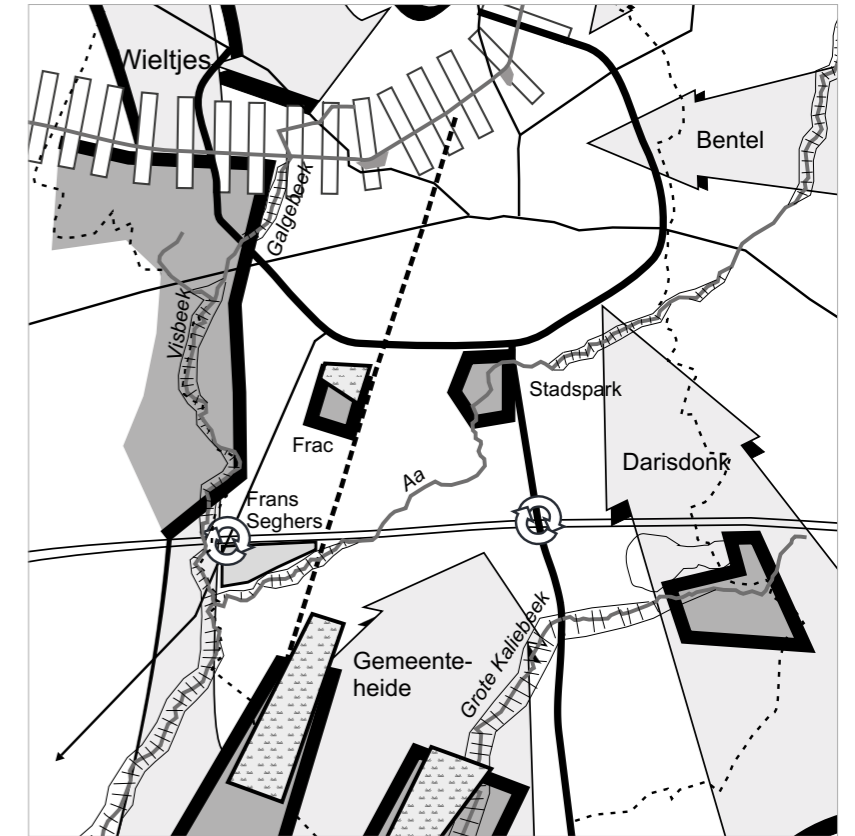 Wieltjes
Bentel
Galgebeek
Visbeek
Stadspark
Frac
Darisdonk
Aa
Frans
Seghers
Grote Kaliebeek
Gemeente-
heide